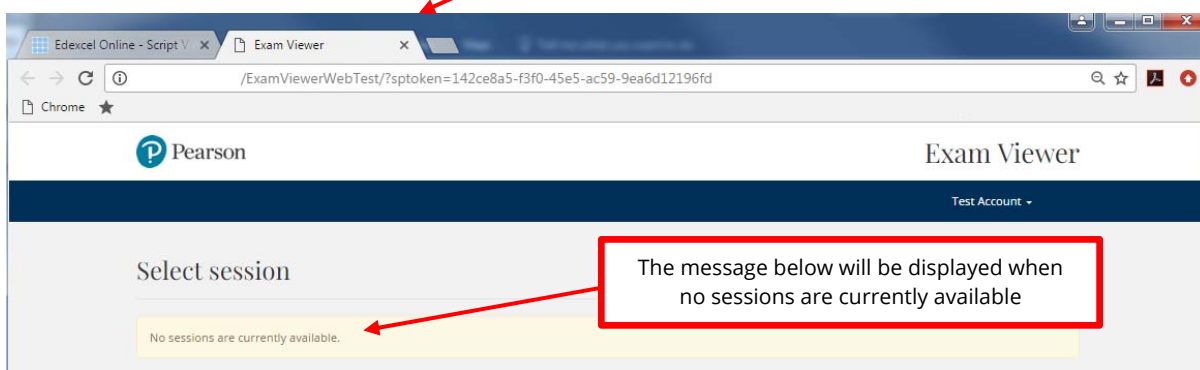 Edexcel Online - Script V
Exam Viewer
/ExamViewerWebTest/?sptoken=142ce8a5-f3f0-45e5-ac59-9ea6d12196fd
Chrome
Pearson
Exam Viewer
Test Account
Select session
The message below will be displayed when
no sessions are currently available
No sessions are currently available.